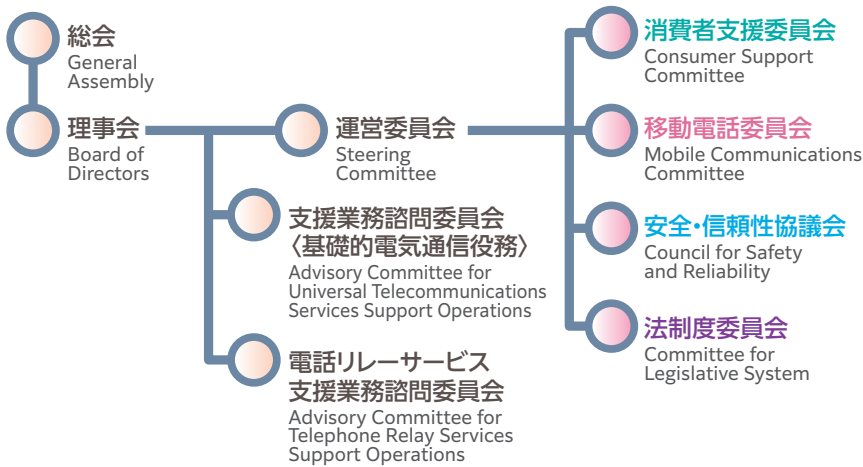 総会
General
Assembly
理事会
Board of
Directors
運営委員会
Steering
Committee
支援業務諮問委員会
〈基礎的電気通信役務〉
Advisory Committee for
Universal Telecommunications
Services Support Operations
電話リレーサービス
支援業務諮問委員会
Advisory Committee for
Telephone Relay Services
Support Operations
消費者支援委員会
Consumer Support
Committee
移動電話委員会
Mobile Communications
Committee
安全・信頼性協議会
Council for Safety
and Reliability
法制度委員会
Committee for
Legislative System